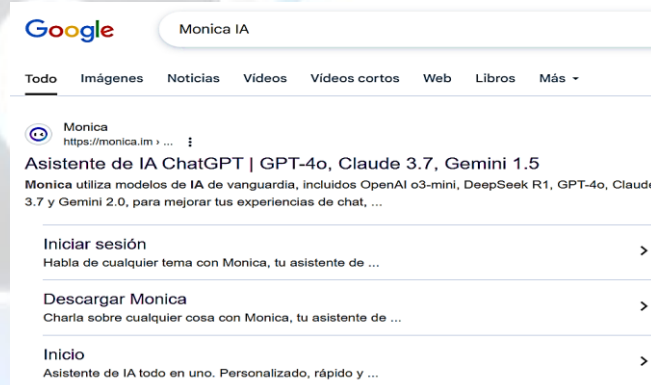 Google
Monica IA
Todo Imágenes Noticias Vídeos Vídeos cortos Web Libros Más
Monica
https://monica.im › ...
Asistente de IA ChatGPT | GPT-4o, Claude 3.7, Gemini 1.5
Monica utiliza modelos de IA de vanguardia, incluidos OpenAI o3-mini, DeepSeek R1, GPT-4o, Claude
3.7 y Gemini 2.0, para mejorar tus experiencias de chat, ...
Iniciar sesión
Habla de cualquier tema con Monica, tu asistente de ...
Descargar Monica
Charla sobre cualquier cosa con Monica, tu asistente de ...
Inicio
Asistente de IA todo en uno. Personalizado, rápido y ...